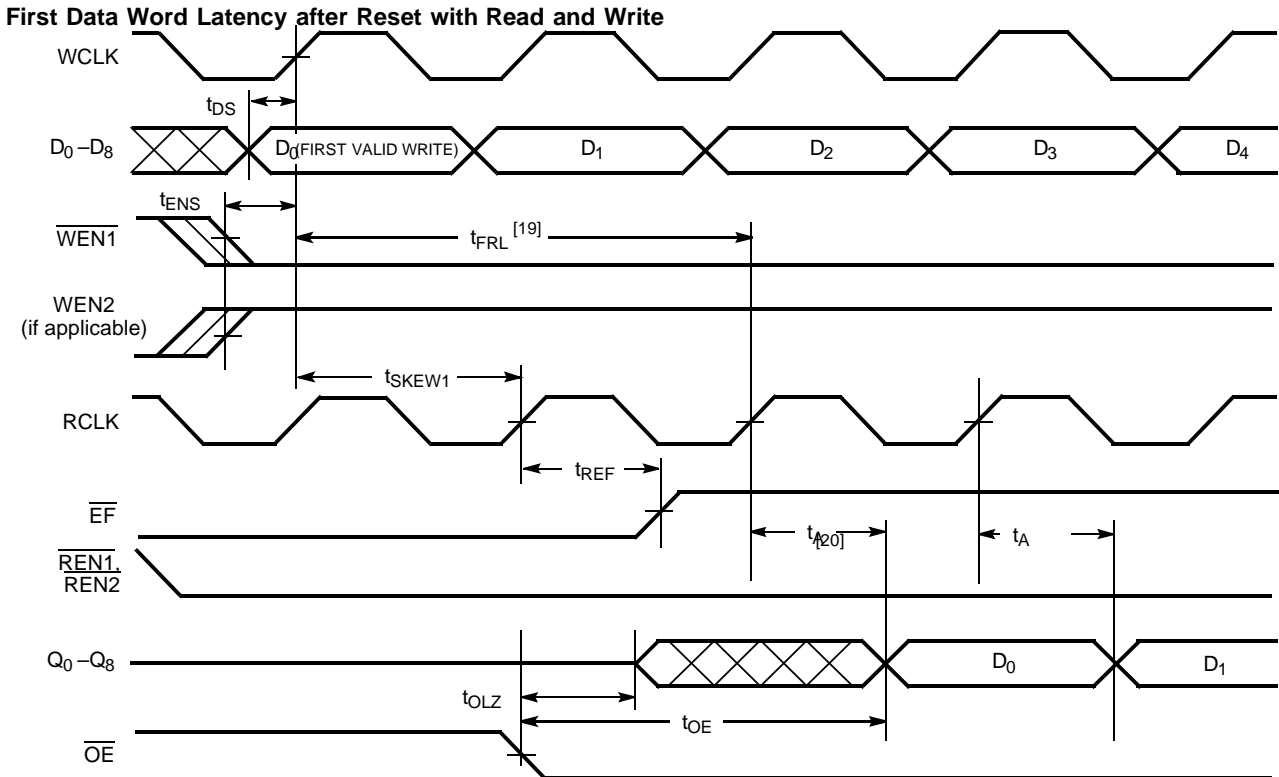 First Data Word Latency after Reset with Read and Write
WCLK
tDS
D0 –D8
D0(FIRST VALID WRITE)
D1
D2
D3
D4
tENS
WEN1
tFRL [19]
WEN2
(if applicable)
tSKEW1
RCLK
tREF
EF
tA[20]
tA
REN1,
REN2
Q0 –Q8
D0
D1
tOLZ
tOE
OE